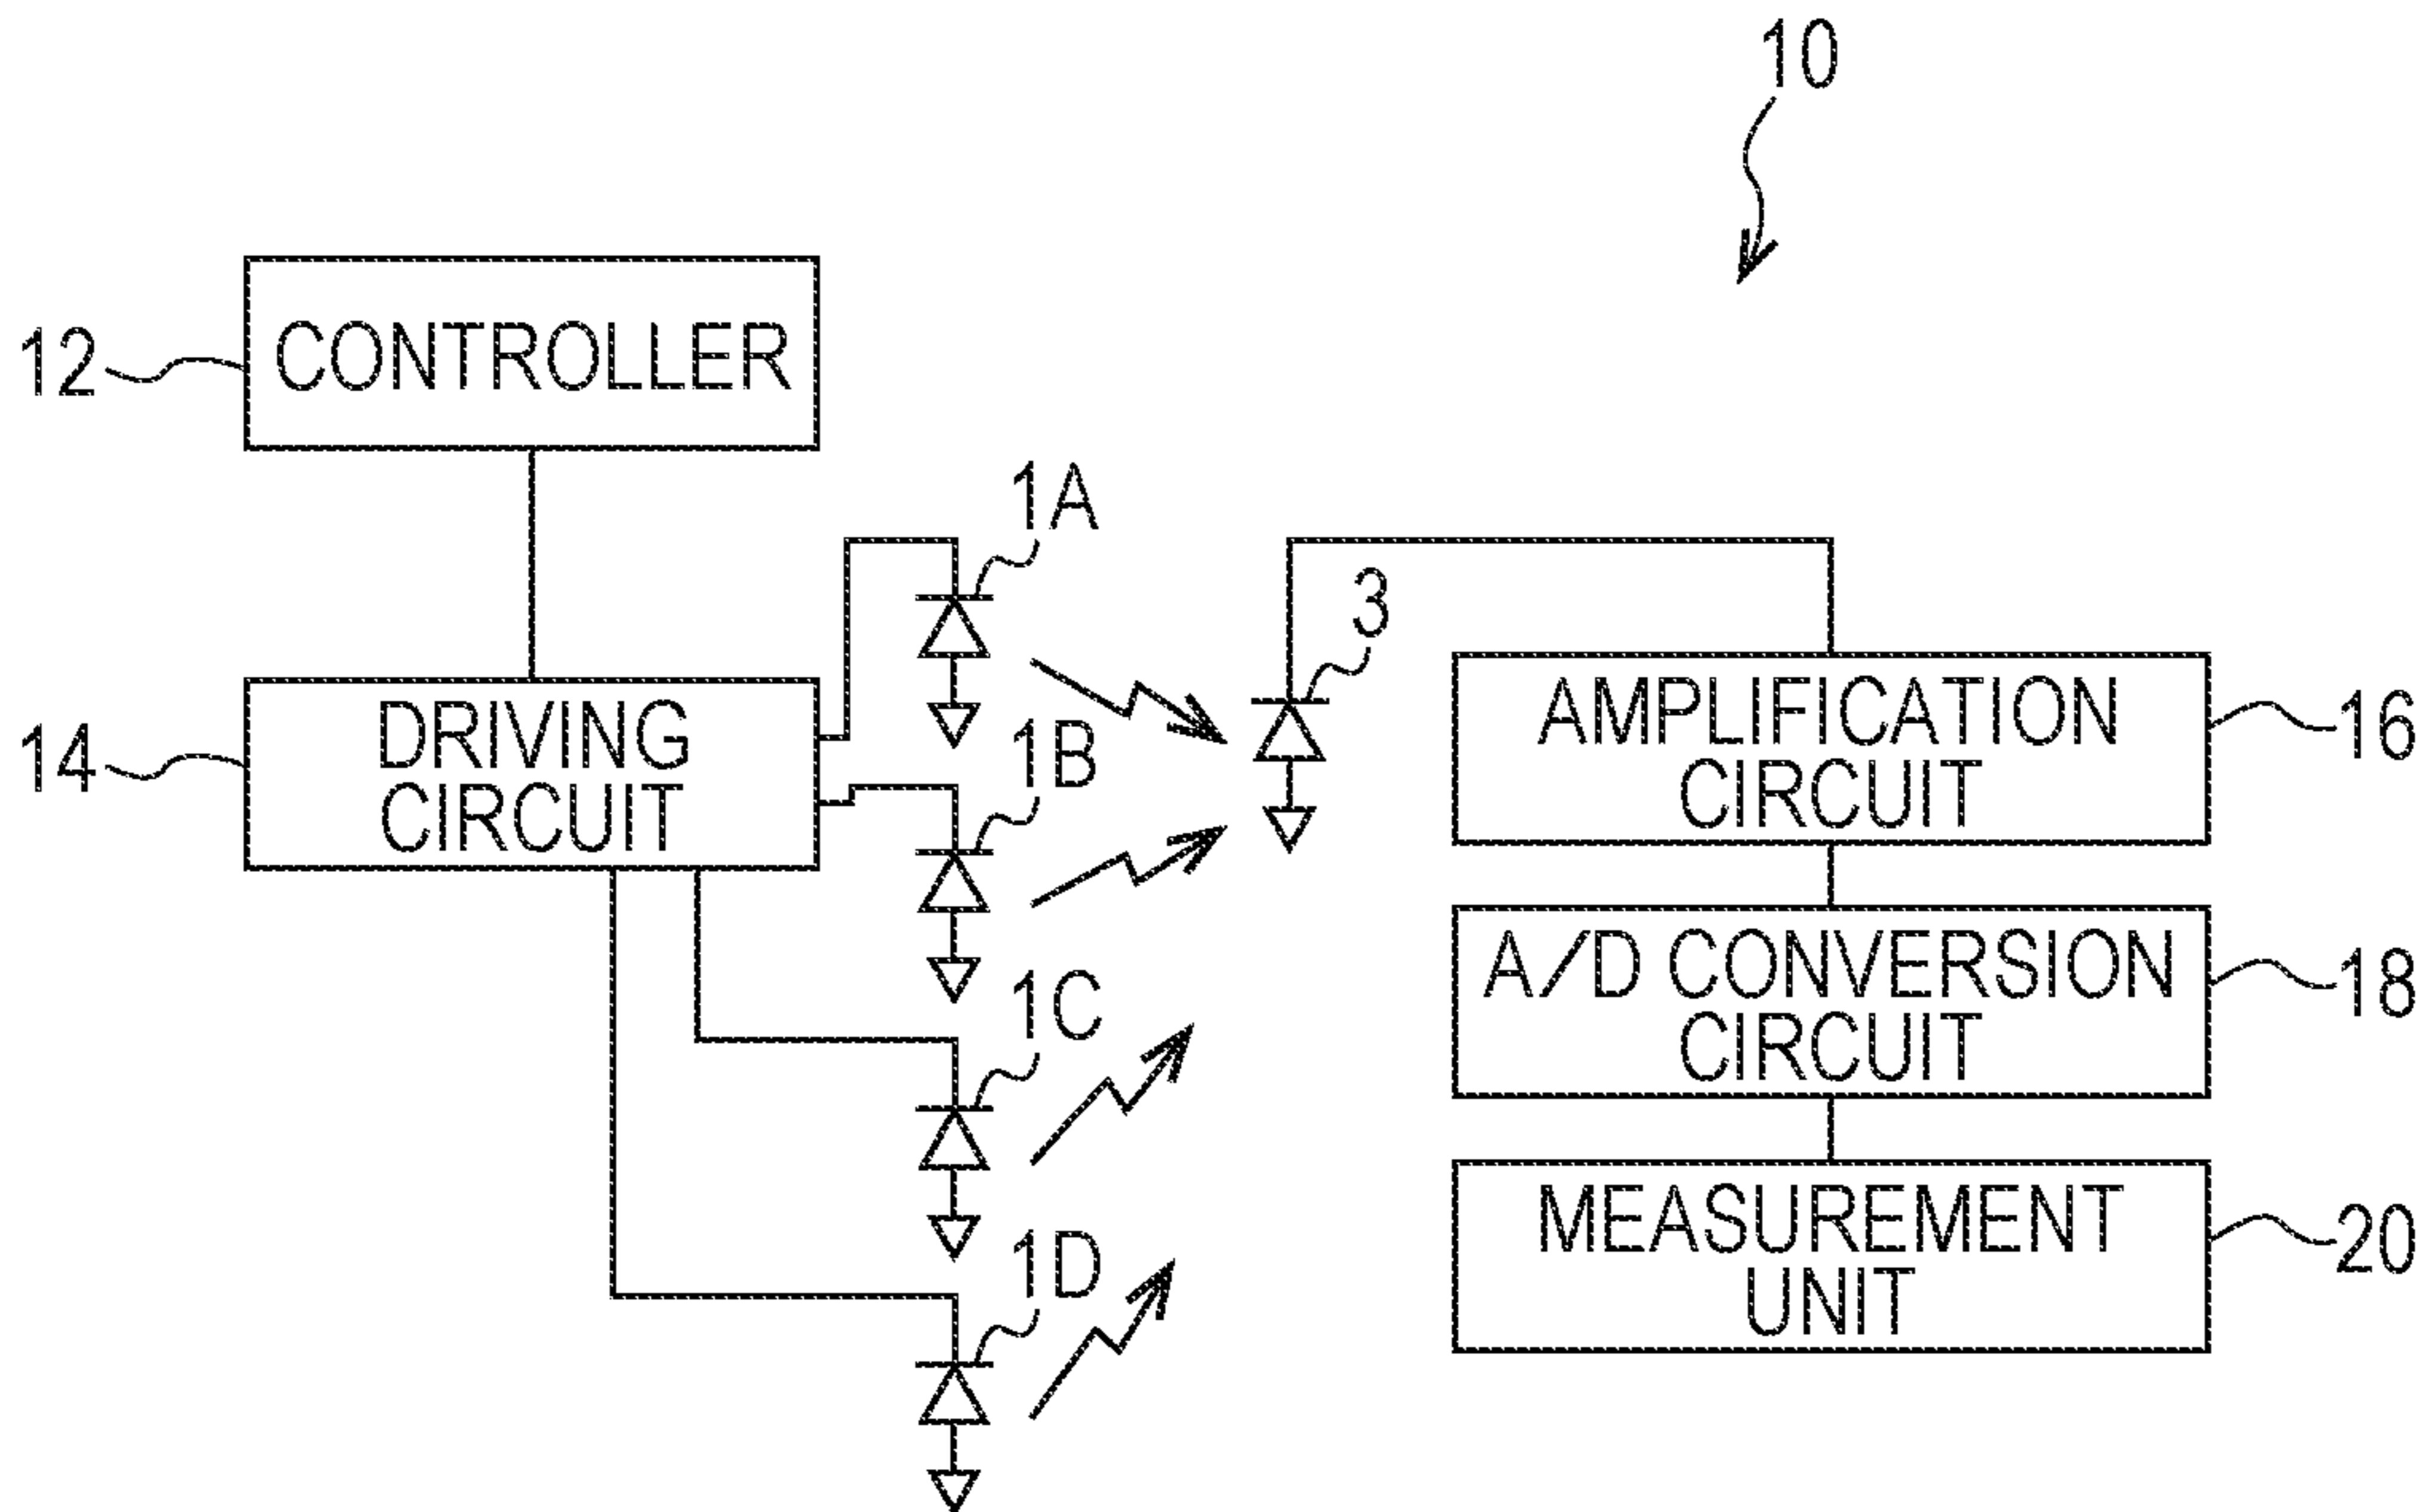 10
CONTROLLER
12
1A
3
DRIVING
CIRCUIT
14
1B
AMPLIFICATION
CIRCUIT
16
1C
A/D CONVERSION
CIRCUIT
18
1D
MEASUREMENT
UNIT
20